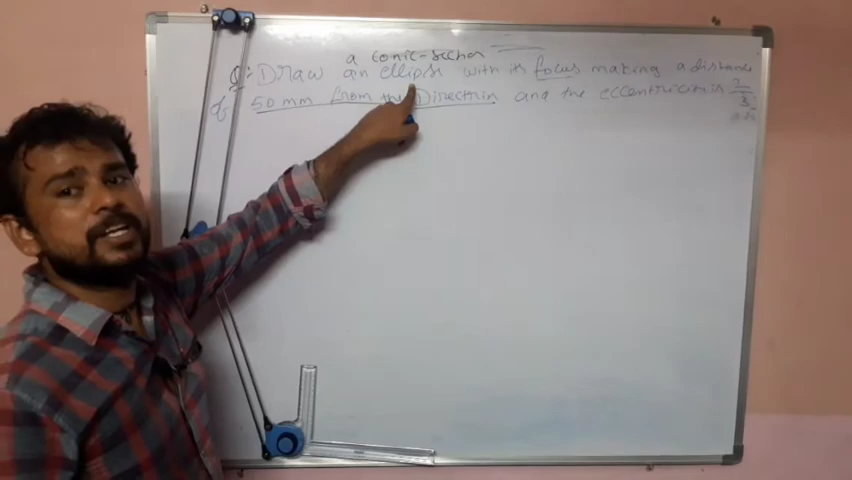 a conic-section
Q: Draw an ellipse with its focus making a distance
of 50 mm from the Directrix and the eccentricity is 2/3